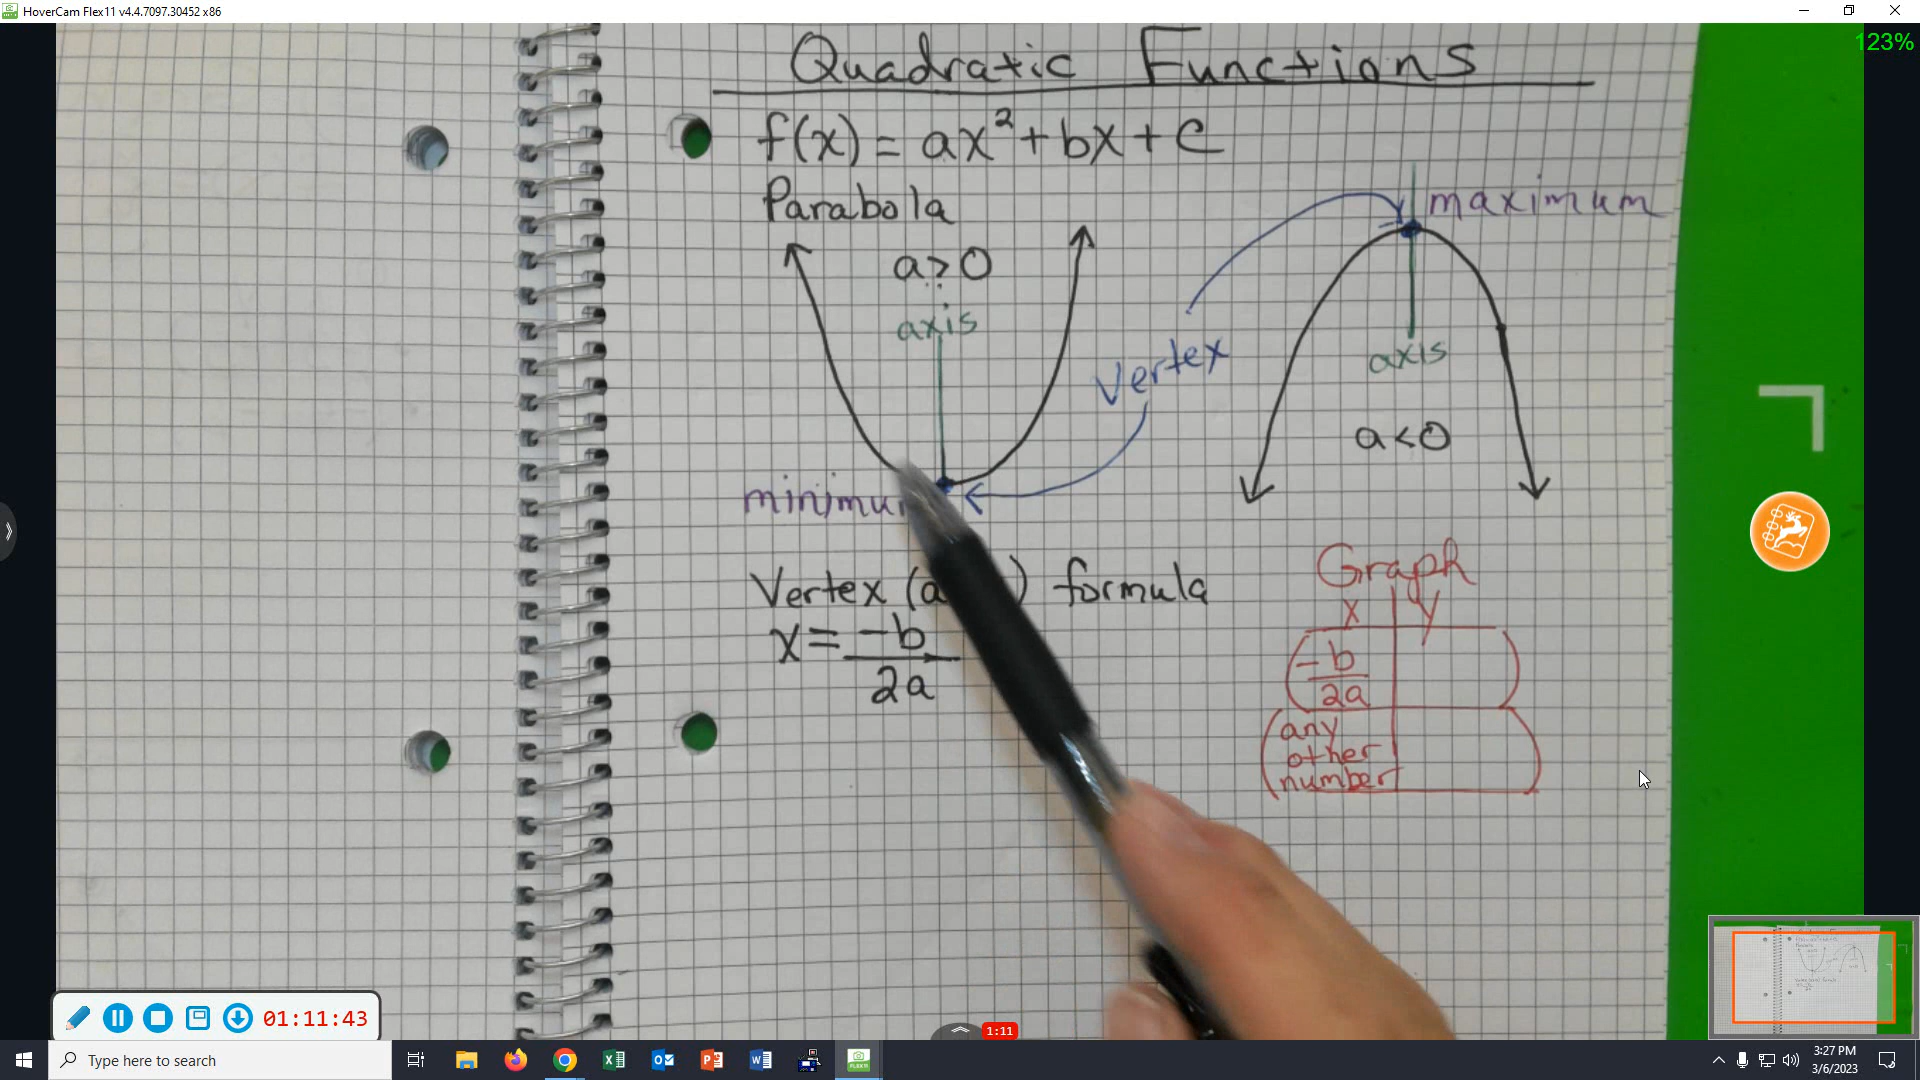 HoverCam Flex11 v4.4.7097.30452 x86
123%
Quadratic Functions
f(x) = ax²+bx+c
Parabola
maximum
a>0
axis
Vertex
axis
a<0
Vertex ( ) formula
x = -b
2a
Graph
x y
-b
2a
any
other
number
01:11:43
1:11
Type here to search
3:27 PM
3/6/2023